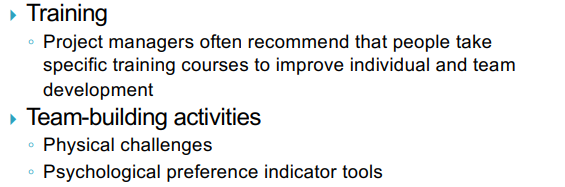 Training
Project managers often recommend that people take
specific training courses to improve individual and team
development
Team-building activities
Physical challenges
Psychological preference indicator tools